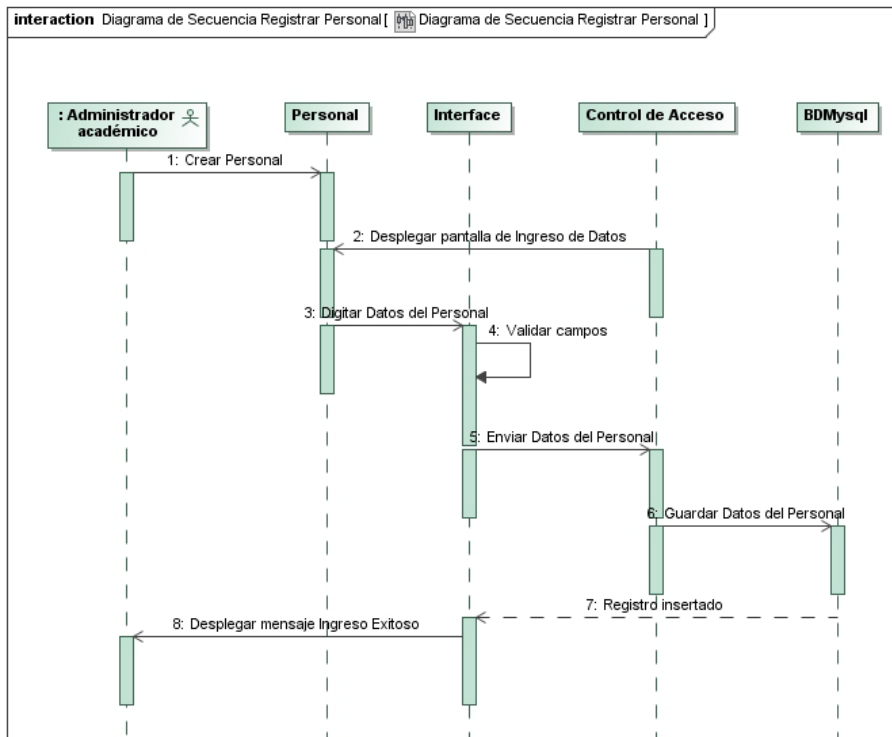 interaction Diagrama de Secuencia Registrar Personal[ Diagrama de Secuencia Registrar Personal ]
: Administrador
académico
Personal
Interface
Control de Acceso
BDMysql
1: Crear Personal
2: Desplegar pantalla de Ingreso de Datos
3: Digitar Datos del Personal
4: Validar campos
5: Enviar Datos del Personal
6: Guardar Datos del Personal
7: Registro insertado
8: Desplegar mensaje Ingreso Exitoso